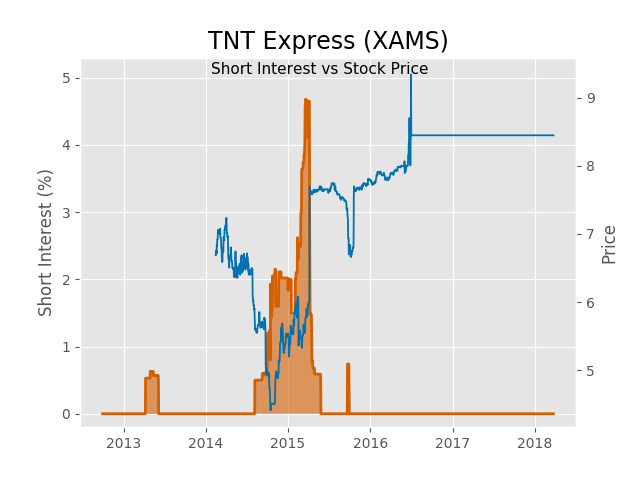 TNT Express (XAMS)
Short Interest vs Stock Price
Short Interest (%)
5
4
3
2
1
0
9
8
7
6
5
Price
2013 2014 2015 2016 2017 2018